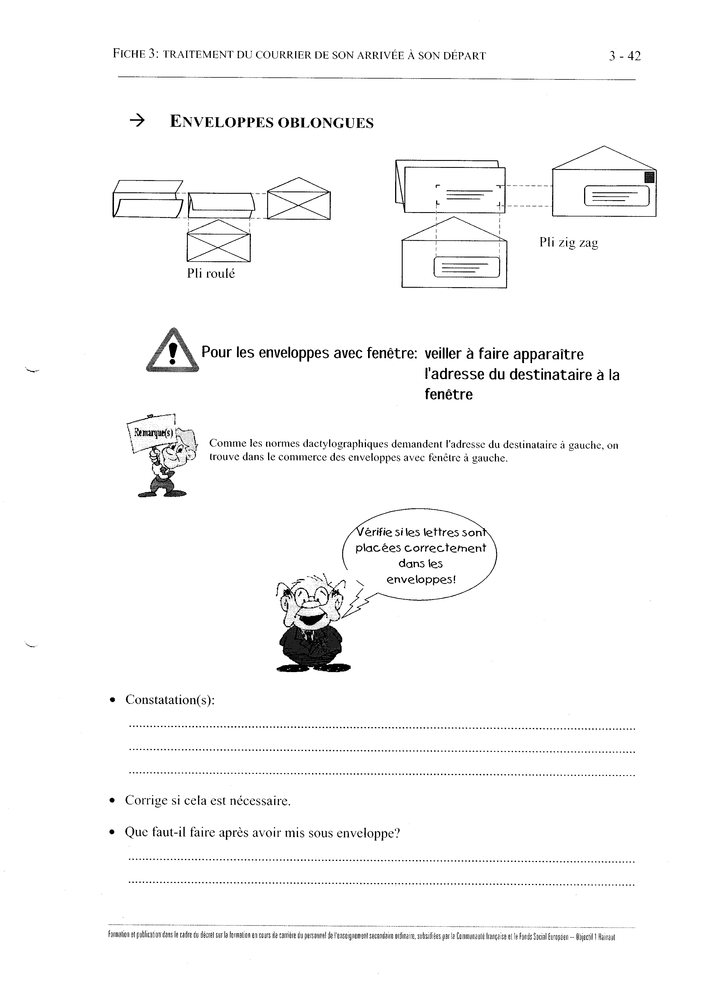 FICHE 3: TRAITEMENT DU COURRIER DE SON ARRIVÉE À SON DÉPART 3 - 42
→ ENVELOPPES OBLONGUES
Pli zig zag
Pli roulé
! Pour les enveloppes avec fenêtre: veiller à faire apparaître
l'adresse du destinataire à la
fenêtre
Remarque(s)
Comme les normes dactylographiques demandent l'adresse du destinataire à gauche, on
trouve dans le commerce des enveloppes avec fenêtre à gauche.
Vérifie si les lettres sont
placées correctement
dans les
enveloppes!
• Constatation(s):
• Corrige si cela est nécessaire.
• Que faut-il faire après avoir mis sous enveloppe?
Formation et publication dans le cadre du décret sur la formation en cours de carrière du personnel de l'enseignement secondaire ordinaire, subsidiées par la Communauté française et le Fonds Social Européen – Objectif 1 Hainaut